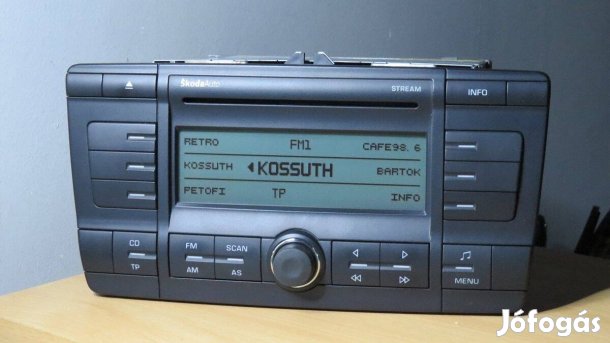 ŠkodaAuto
STREAM
INFO
RETRO FM1 CAFE98.6
KOSSUTH KOSSUTH BARTOK
PETOFI TP INFO
CD FM SCAN
TP AM AS MENU
Jófogás